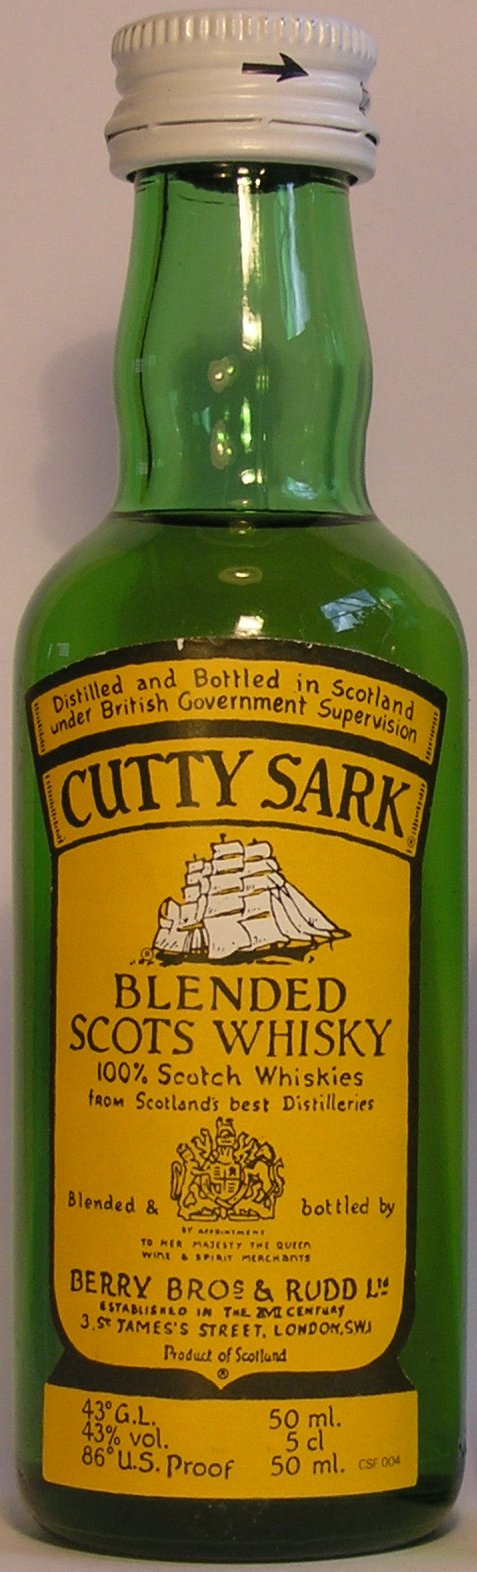 Distilled and Bottled in Scotland
under British Government Supervision
CUTTY SARK
®
®
BLENDED
SCOTS WHISKY
100% Scotch Whiskies
FROM Scotland's best Distilleries
Blended & bottled by
BY APPOINTMENT
TO HER MAJESTY THE QUEEN
WINE & SPIRIT MERCHANTS
BERRY BROS & RUDD Ltd
ESTABLISHED IN THE XVII CENTURY
3, ST JAMES'S STREET, LONDON, SW1
Product of Scotland
®
43° G.L. 50 ml.
43% vol. 5 cl
86° U.S. Proof 50 ml. CSF 004